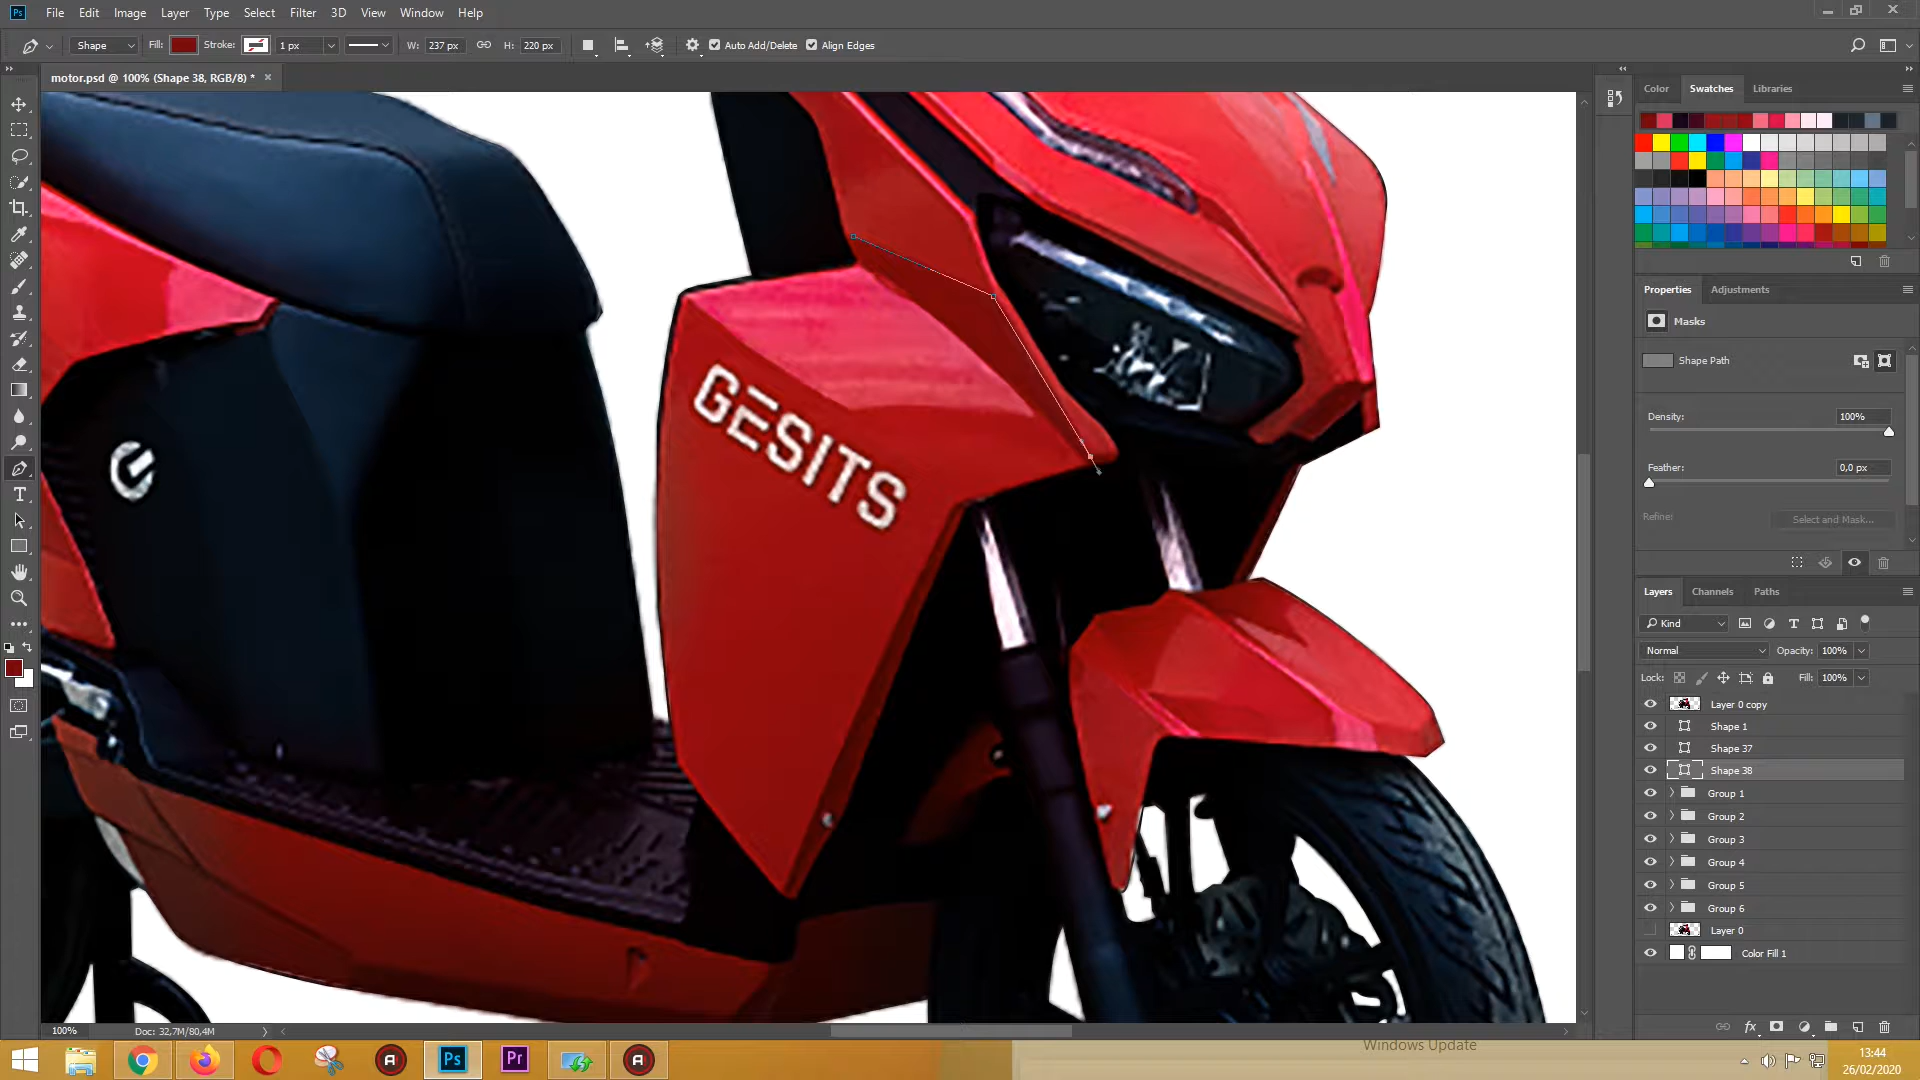 Ps File Edit Image Layer Type Select Filter 3D View Window Help
Shape Fill: Stroke: 1 px W: 237 px H: 220 px Auto Add/Delete Align Edges
motor.psd @ 100% (Shape 38, RGB/8) * ×
Color Swatches Libraries
Properties Adjustments
Masks
Shape Path
Density: 100%
Feather: 0,0 px
Refine: Select and Mask...
GESITS
Layers Channels Paths
Kind
Normal Opacity: 100%
Lock: Fill: 100%
Layer 0 copy
Shape 1
Shape 37
Shape 38
Group 1
Group 2
Group 3
Group 4
Group 5
Group 6
Layer 0
Color Fill 1
fx
100% Doc: 32,7M/80,4M
Windows Update
Ps Pr
13:44
26/02/2020